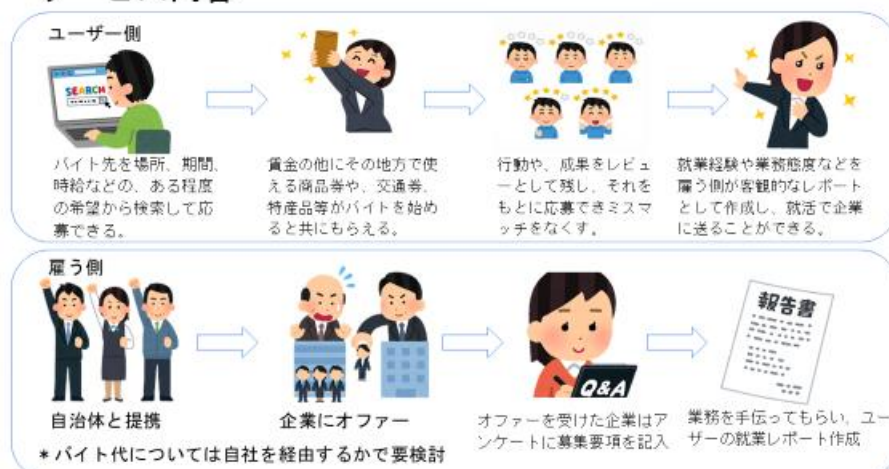 ユーザー側
SEARCH
バイト先を場所、期間、
時給などの、ある程度
の希望から検索して応
募できる。
賃金の他にその地方で使
える商品券や、交通券、
特産品等がバイトを始め
ると共にもらえる。
行動や、成果をレビュ
ーとして残し、それを
もとに応募できミスマ
ッチをなくす。
就業経験や業務態度などを
雇う側が客観的なレポート
として作成し、就活で企業
に送ることができる。
雇う側
自治体と提携
企業にオファー
Q&A
オファーを受けた企業はア
ンケートに募集要項を記入
報告書
業務を手伝ってもらい、ユー
ザーの就業レポート作成
*バイト代については自社を経由するかで要検討